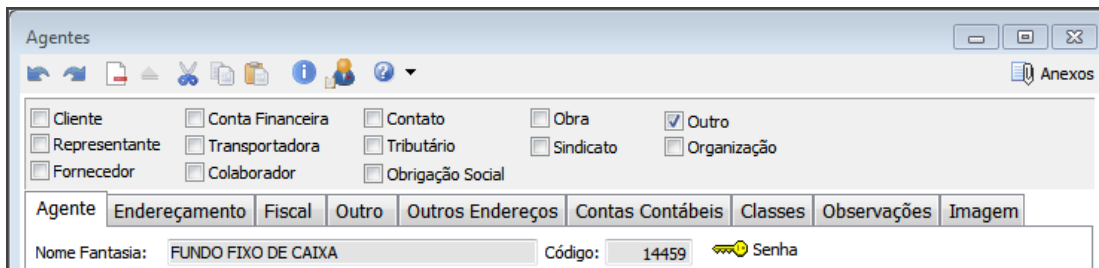 Agentes
Anexos
Cliente Conta Financeira Contato Obra Outro
Representante Transportadora Tributário Sindicato Organização
Fornecedor Colaborador Obrigação Social
Agente Endereçamento Fiscal Outro Outros Endereços Contas Contábeis Classes Observações Imagem
Nome Fantasia: FUNDO FIXO DE CAIXA Código: 14459 Senha